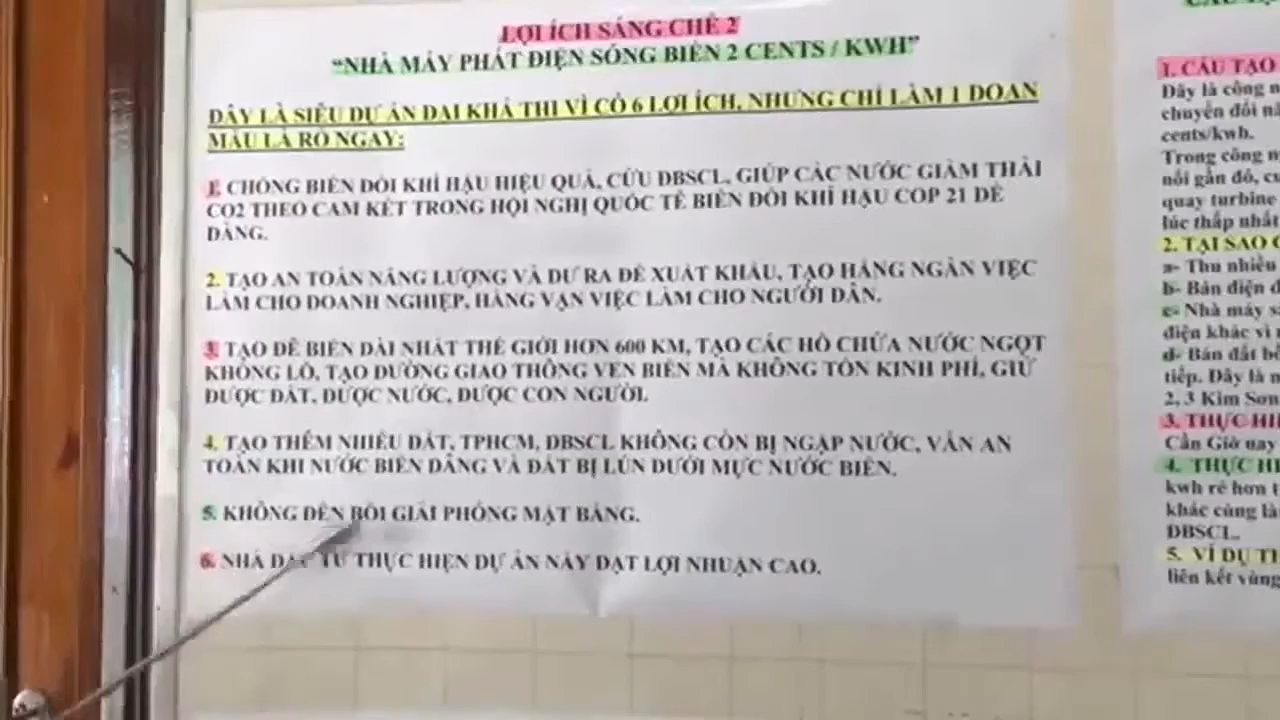 LỢI ÍCH SÁNG CHẾ 2
“NHÀ MÁY PHÁT ĐIỆN SÓNG BIỂN 2 CENTS / KWH”
ĐÂY LÀ SIÊU DỰ ÁN ĐẠI KHẢ THI VÌ CÓ 6 LỢI ÍCH, NHƯNG CHỈ LÀM 1 ĐOẠN
MẪU LÀ RÕ NGAY:
1. CHỐNG BIẾN ĐỔI KHÍ HẬU HIỆU QUẢ, CỨU ĐBSCL, GIÚP CÁC NƯỚC GIẢM THẢI
CO2 THEO CAM KẾT TRONG HỘI NGHỊ QUỐC TẾ BIẾN ĐỔI KHÍ HẬU COP 21 DỄ
DÀNG.
2. TẠO AN TOÀN NĂNG LƯỢNG VÀ DƯ RA ĐỂ XUẤT KHẨU, TẠO HÀNG NGÀN VIỆC
LÀM CHO DOANH NGHIỆP, HÀNG VẠN VIỆC LÀM CHO NGƯỜI DÂN.
3. TẠO ĐÊ BIỂN DÀI NHẤT THẾ GIỚI HƠN 600 KM, TẠO CÁC HỒ CHỨA NƯỚC NGỌT
KHỔNG LỒ, TẠO ĐƯỜNG GIAO THÔNG VEN BIỂN MÀ KHÔNG TỐN KINH PHÍ, GIỮ
ĐƯỢC ĐẤT, ĐƯỢC NƯỚC, ĐƯỢC CON NGƯỜI.
4. TẠO THÊM NHIỀU ĐẤT, TPHCM, ĐBSCL KHÔNG CÒN BỊ NGẬP NƯỚC, VẪN AN
TOÀN KHI NƯỚC BIỂN DÂNG VÀ ĐẤT BỊ LÚN DƯỚI MỰC NƯỚC BIỂN.
5. KHÔNG ĐỀN BỒI GIẢI PHÓNG MẶT BẰNG.
6. NHÀ ĐẦU TƯ THỰC HIỆN DỰ ÁN NÀY ĐẠT LỢI NHUẬN CAO.
1. CẤU TẠO
Đây là công n
chuyển đổi nă
cents/kwh.
Trong công n
nổi gần đó, cu
quay turbine
lúc thấp nhất
2. TẠI SAO
a- Thu nhiều
b- Bán điện đ
c- Nhà máy s
điện khác vì
d- Bán đất bê
tiếp. Đây là
2, 3 Kim Sơn
3. THỰC HIỆ
Cần Giờ nay
4. THỰC HI
kwh rẻ hơn
khác cũng là
ĐBSCL.
5. VÍ DỤ
liên kết vùng